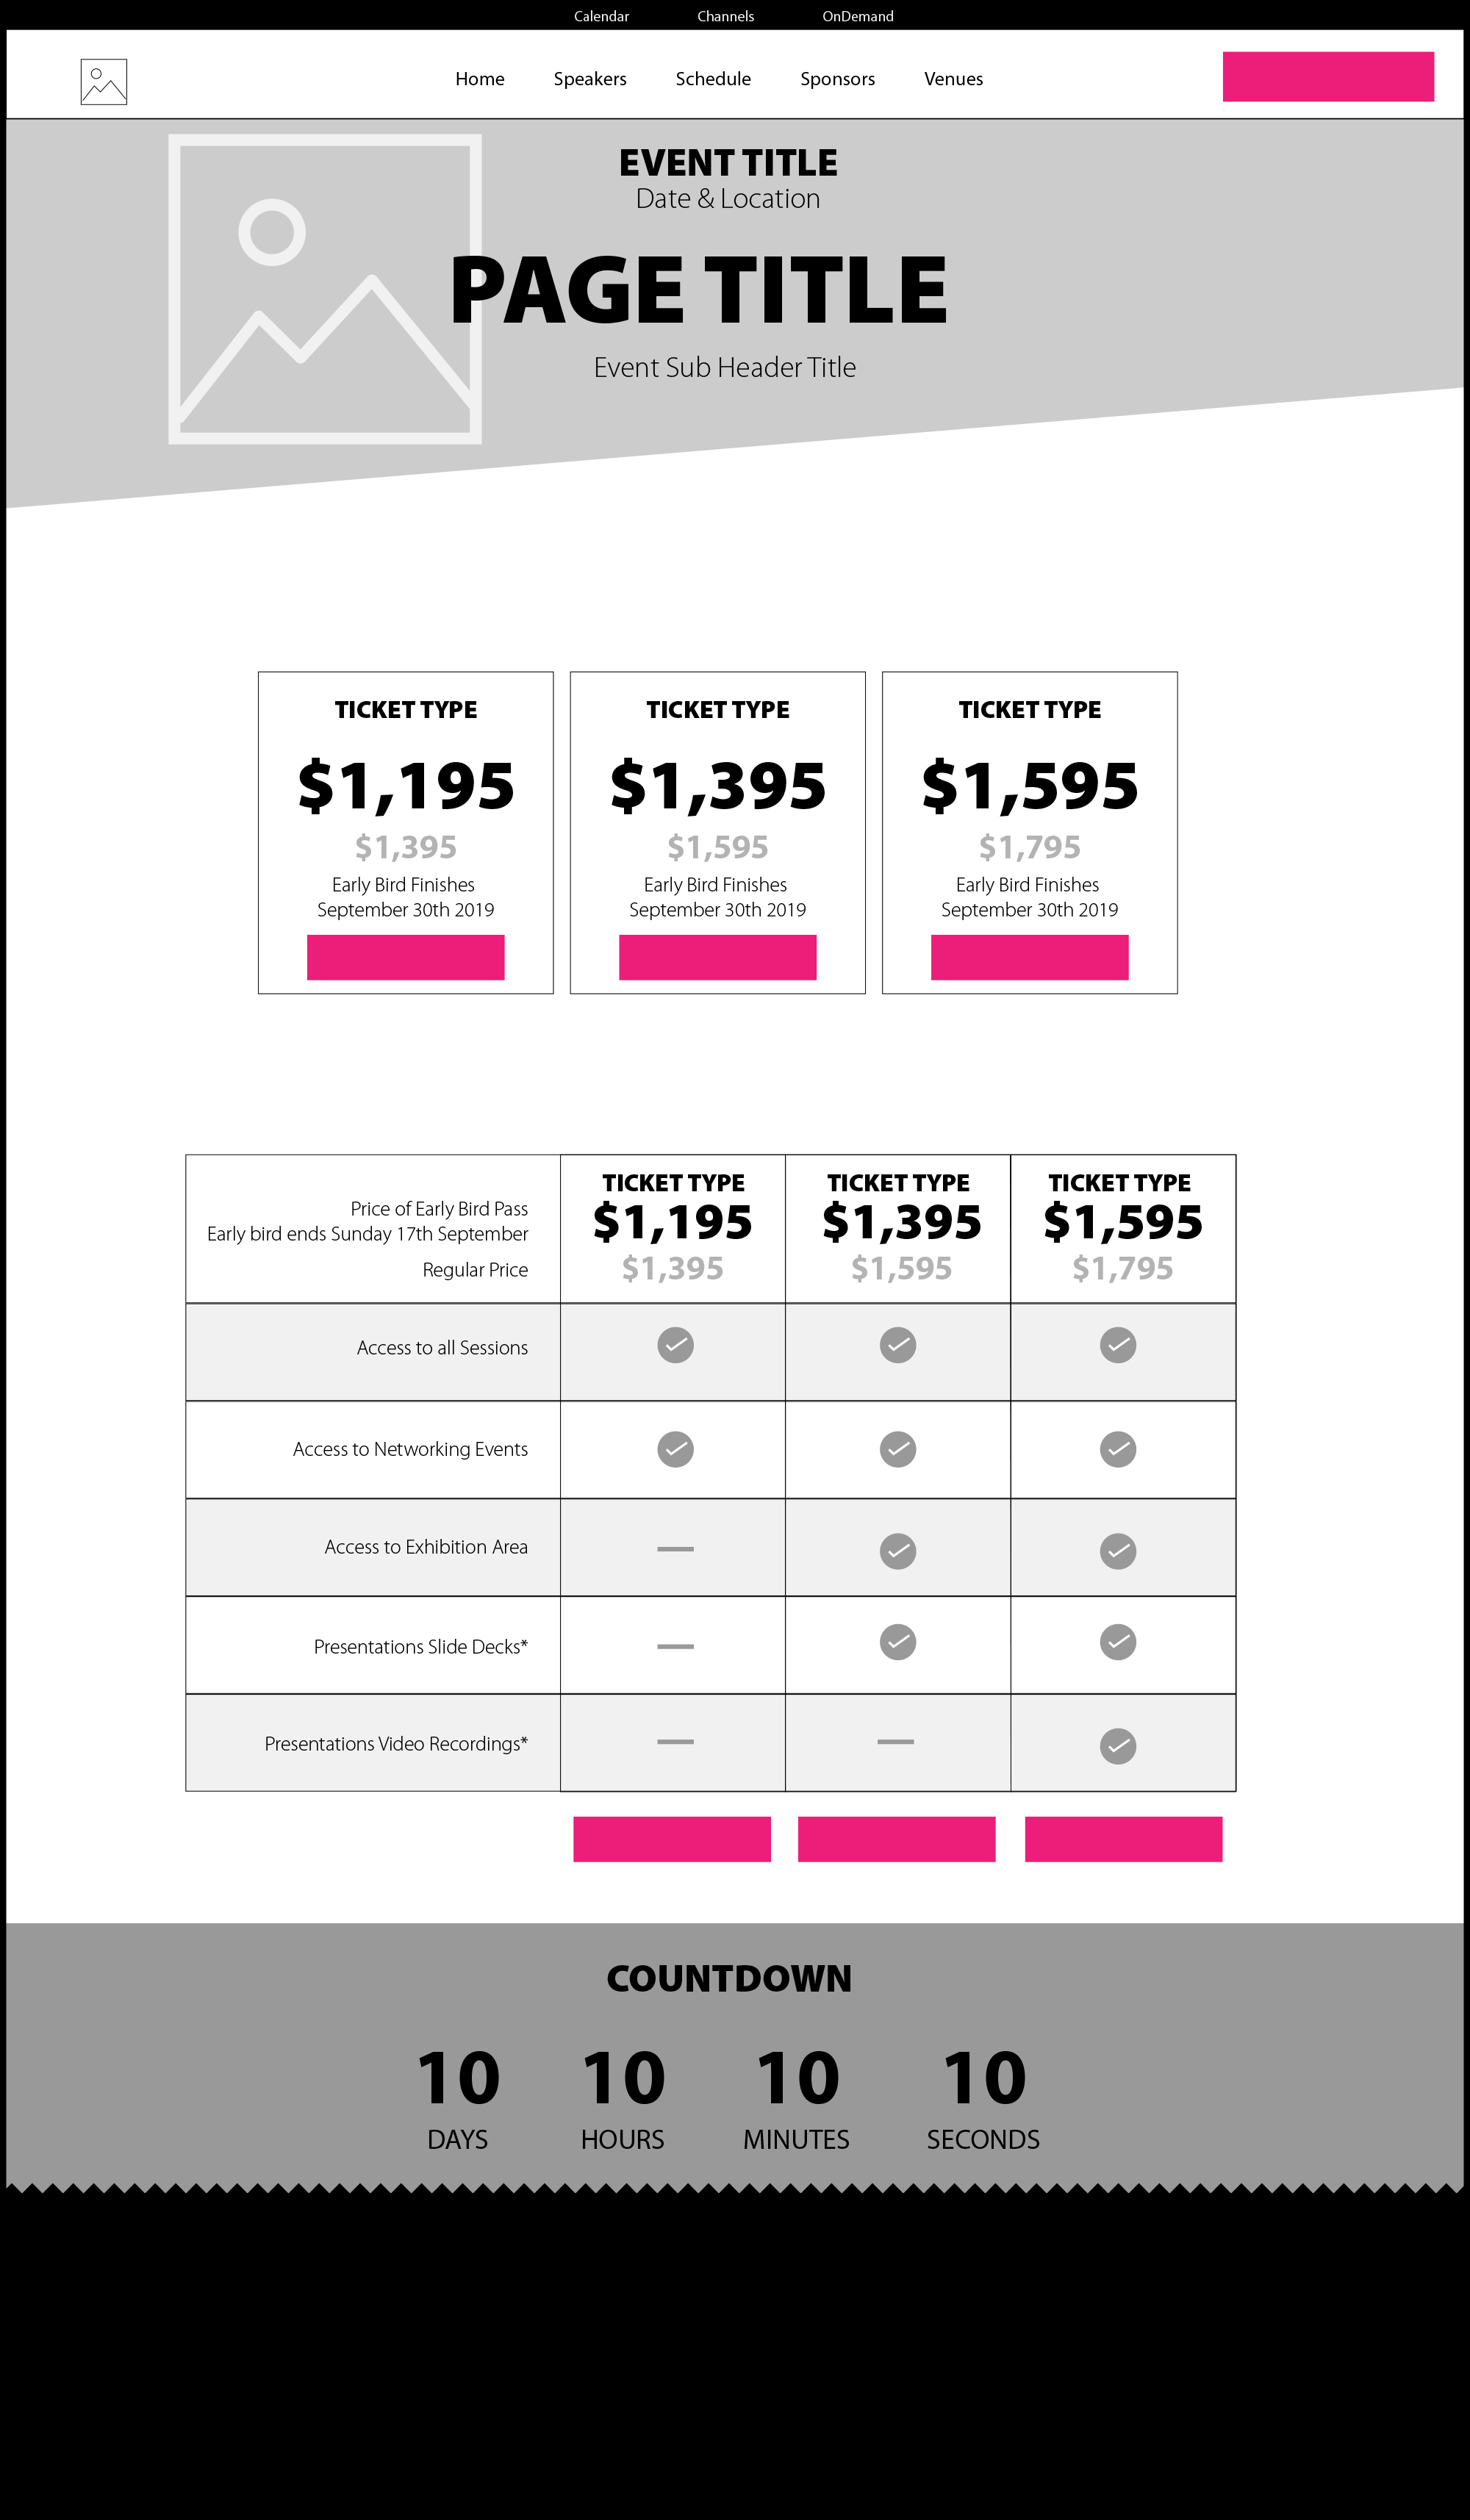 Calendar Channels OnDemand
Home Speakers Schedule Sponsors Venues
EVENT TITLE
Date & Location
PAGE TITLE
Event Sub Header Title
TICKET TYPE
$1,195
$1,395
Early Bird Finishes
September 30th 2019
TICKET TYPE
$1,395
$1,595
Early Bird Finishes
September 30th 2019
TICKET TYPE
$1,595
$1,795
Early Bird Finishes
September 30th 2019
TICKET TYPE TICKET TYPE TICKET TYPE
Price of Early Bird Pass
Early bird ends Sunday 17th September
$1,195 $1,395 $1,595
Regular Price $1,395 $1,595 $1,795
Access to all Sessions
Access to Networking Events
Access to Exhibition Area
Presentations Slide Decks*
Presentations Video Recordings*
COUNTDOWN
10 10 10 10
DAYS HOURS MINUTES SECONDS